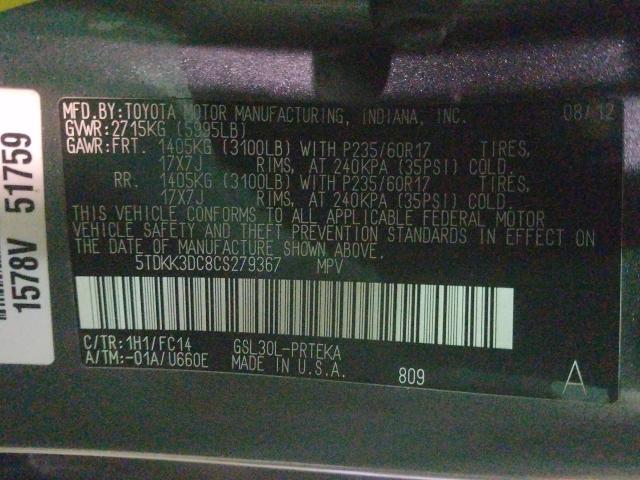 MFD.BY:TOYOTA MOTOR MANUFACTURING, INDIANA, INC. 08/12
GVWR:2715KG (5995LB)
GAWR:FRT. 1405KG (3100LB) WITH P235/60R17 TIRES,
17X7J RIMS, AT 240KPA (35PSI) COLD.
RR. 1405KG (3100LB) WITH P235/60R17 TIRES,
17X7J RIMS, AT 240KPA (35PSI) COLD.
THIS VEHICLE CONFORMS TO ALL APPLICABLE FEDERAL MOTOR
VEHICLE SAFETY AND THEFT PREVENTION STANDARDS IN EFFECT ON
THE DATE OF MANUFACTURE SHOWN ABOVE.
5TDKK3DC8CS279367 MPV
C/TR:1H1/FC14 GSL30L-PRTEKA
A/TM:-01A/U660E MADE IN U.S.A. 809 A
1578V 51759